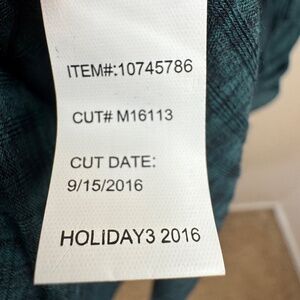 ITEM#:10745786
CUT# M16113
CUT DATE:
9/15/2016
HOLIDAY3 2016